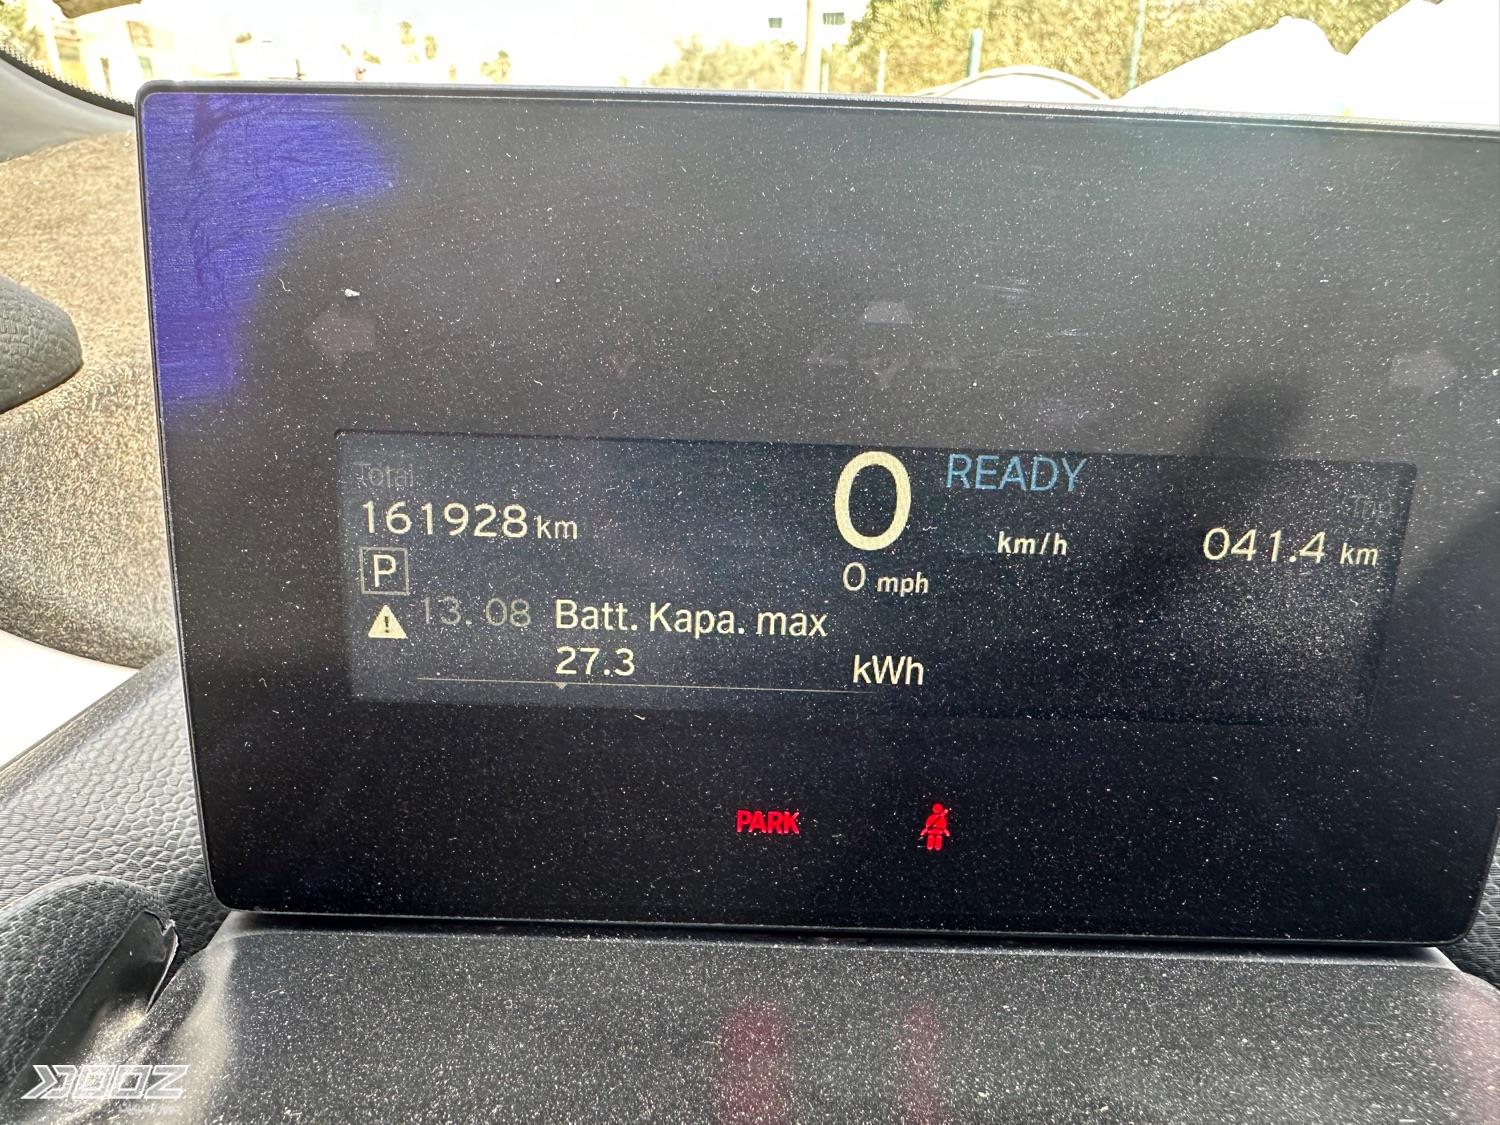 Total
161928 km
P
13. 08 Batt. Kapa. max
27.3 kWh
0 READY
km/h
0 mph
041.4 km
PARK